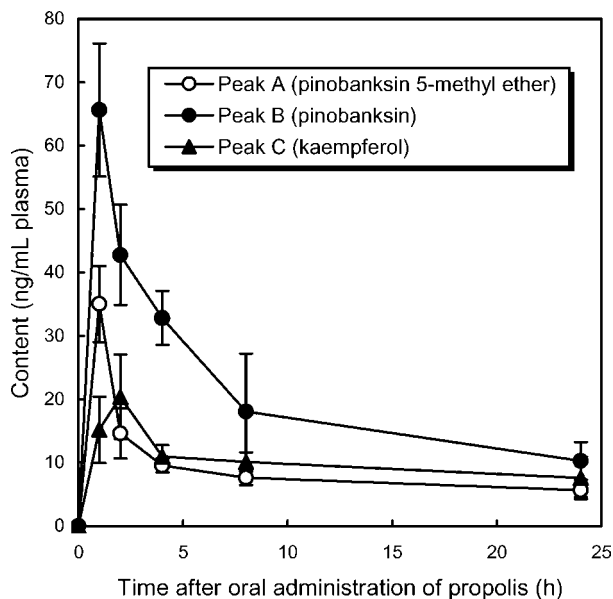 80
70
60
50
40
30
20
10
0
Content (ng/mL plasma)
Peak A (pinobanksin 5-methyl ether)
Peak B (pinobanksin)
Peak C (kaempferol)
0 5 10 15 20 25
Time after oral administration of propolis (h)